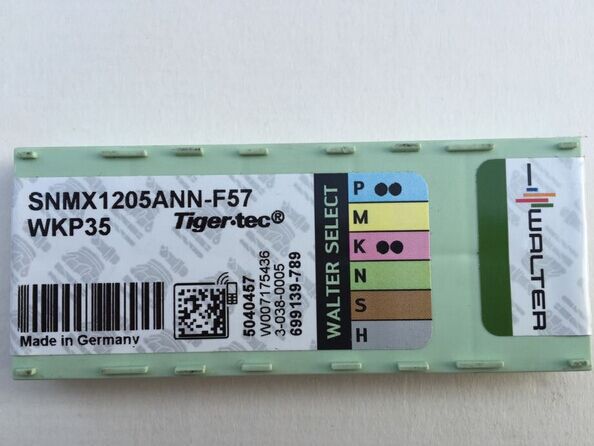 SNMX1205ANN-F57
WKP35 Tiger·tec®
Made in Germany
5040457
W007175436
3-038-0005
699139-789
WALTER SELECT
P
M
K
N
S
H
WALTER